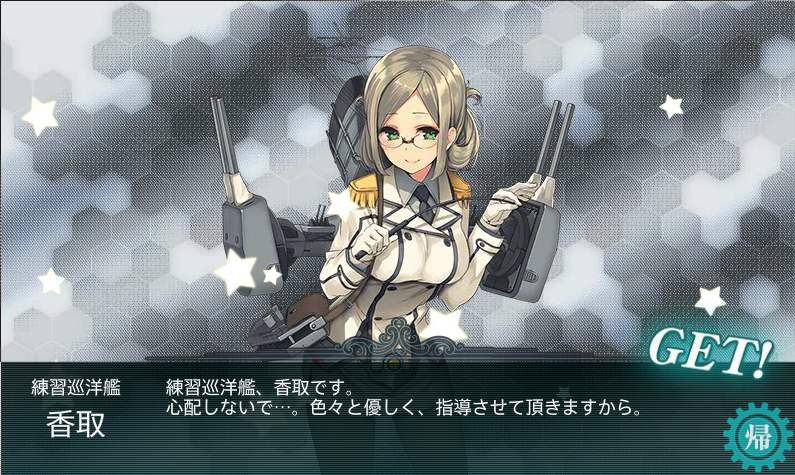 GET!
練習巡洋艦
香取
練習巡洋艦、香取です。
心配しないで…。色々と優しく、指導させて頂きますから。
帰